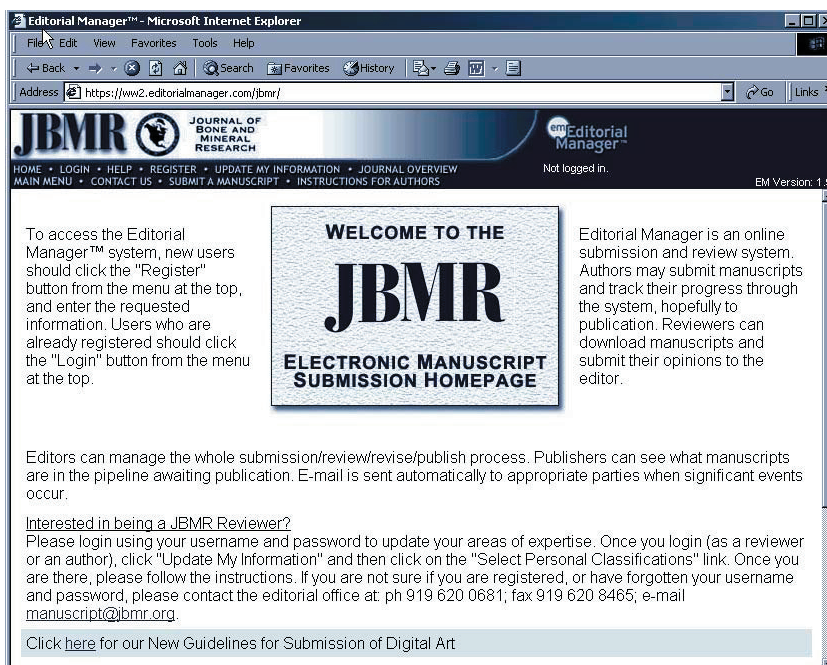 Editorial Manager™ - Microsoft Internet Explorer
File Edit View Favorites Tools Help
Back Search Favorites History
Address https://ww2.editorialmanager.com/jbmr/ Go Links
JBMR JOURNAL OF
BONE AND
MINERAL
RESEARCH
em Editorial
Manager™
HOME • LOGIN • HELP • REGISTER • UPDATE MY INFORMATION • JOURNAL OVERVIEW
MAIN MENU • CONTACT US • SUBMIT A MANUSCRIPT • INSTRUCTIONS FOR AUTHORS
Not logged in.
EM Version: 1.
To access the Editorial
Manager™ system, new users
should click the "Register"
button from the menu at the top,
and enter the requested
information. Users who are
already registered should click
the "Login" button from the menu
at the top.
WELCOME TO THE
JBMR
ELECTRONIC MANUSCRIPT
SUBMISSION HOMEPAGE
Editorial Manager is an online
submission and review system.
Authors may submit manuscripts
and track their progress through
the system, hopefully to
publication. Reviewers can
download manuscripts and
submit their opinions to the
editor.
Editors can manage the whole submission/review/revise/publish process. Publishers can see what manuscripts
are in the pipeline awaiting publication. E-mail is sent automatically to appropriate parties when significant events
occur.
Interested in being a JBMR Reviewer?
Please login using your username and password to update your areas of expertise. Once you login (as a reviewer
or an author), click "Update My Information" and then click on the "Select Personal Classifications" link. Once you
are there, please follow the instructions. If you are not sure if you are registered, or have forgotten your username
and password, please contact the editorial office at: ph 919 620 0681; fax 919 620 8465; e-mail
manuscript@jbmr.org.
Click here for our New Guidelines for Submission of Digital Art